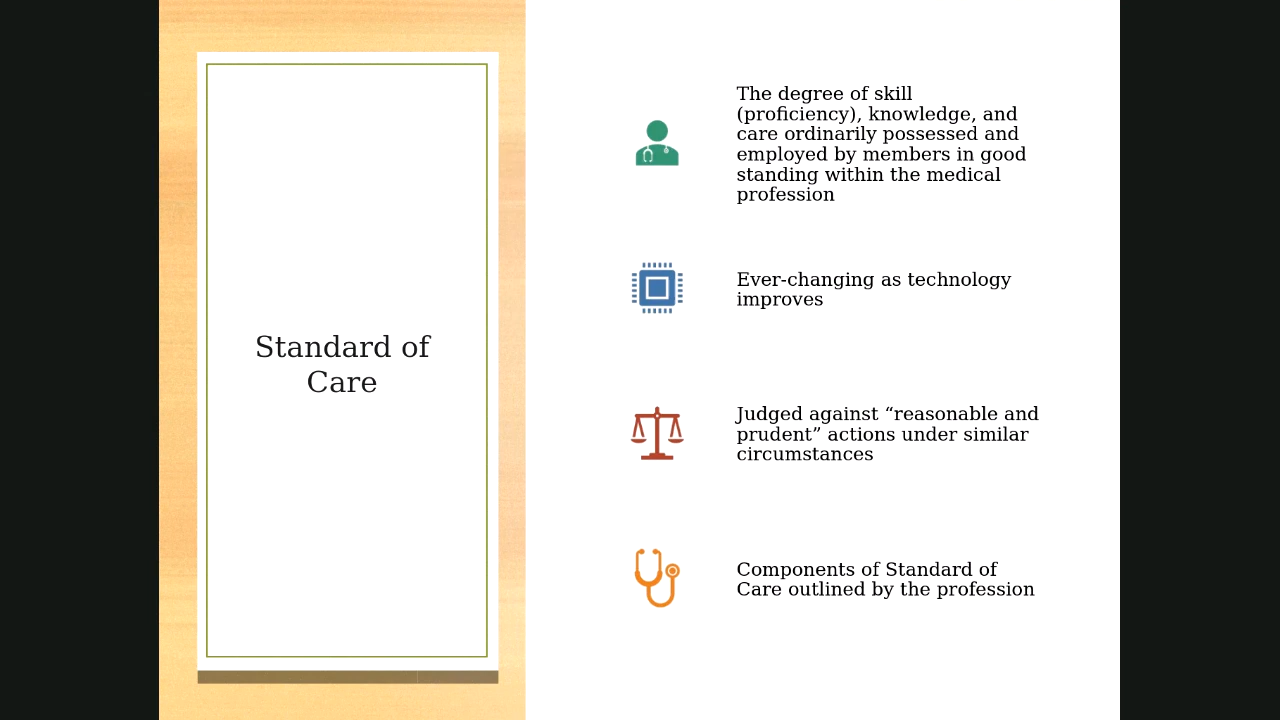 Standard of
Care
The degree of skill
(proficiency), knowledge, and
care ordinarily possessed and
employed by members in good
standing within the medical
profession
Ever-changing as technology
improves
Judged against “reasonable and
prudent” actions under similar
circumstances
Components of Standard of
Care outlined by the profession